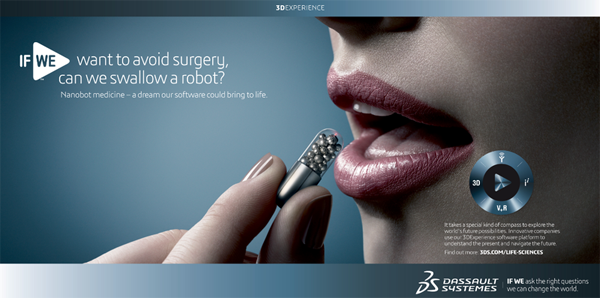 3DEXPERIENCE
IF WE want to avoid surgery,
can we swallow a robot?
Nanobot medicine – a dream our software could bring to life.
3D
V,R
It takes a special kind of compass to explore the
world's future possibilities. Innovative companies
use our 3DExperience software platform to
understand the present and navigate the future.
Find out more: 3DS.COM/LIFE-SCIENCES
DASSAULT
SYSTEMES
IF WE ask the right questions
we can change the world.